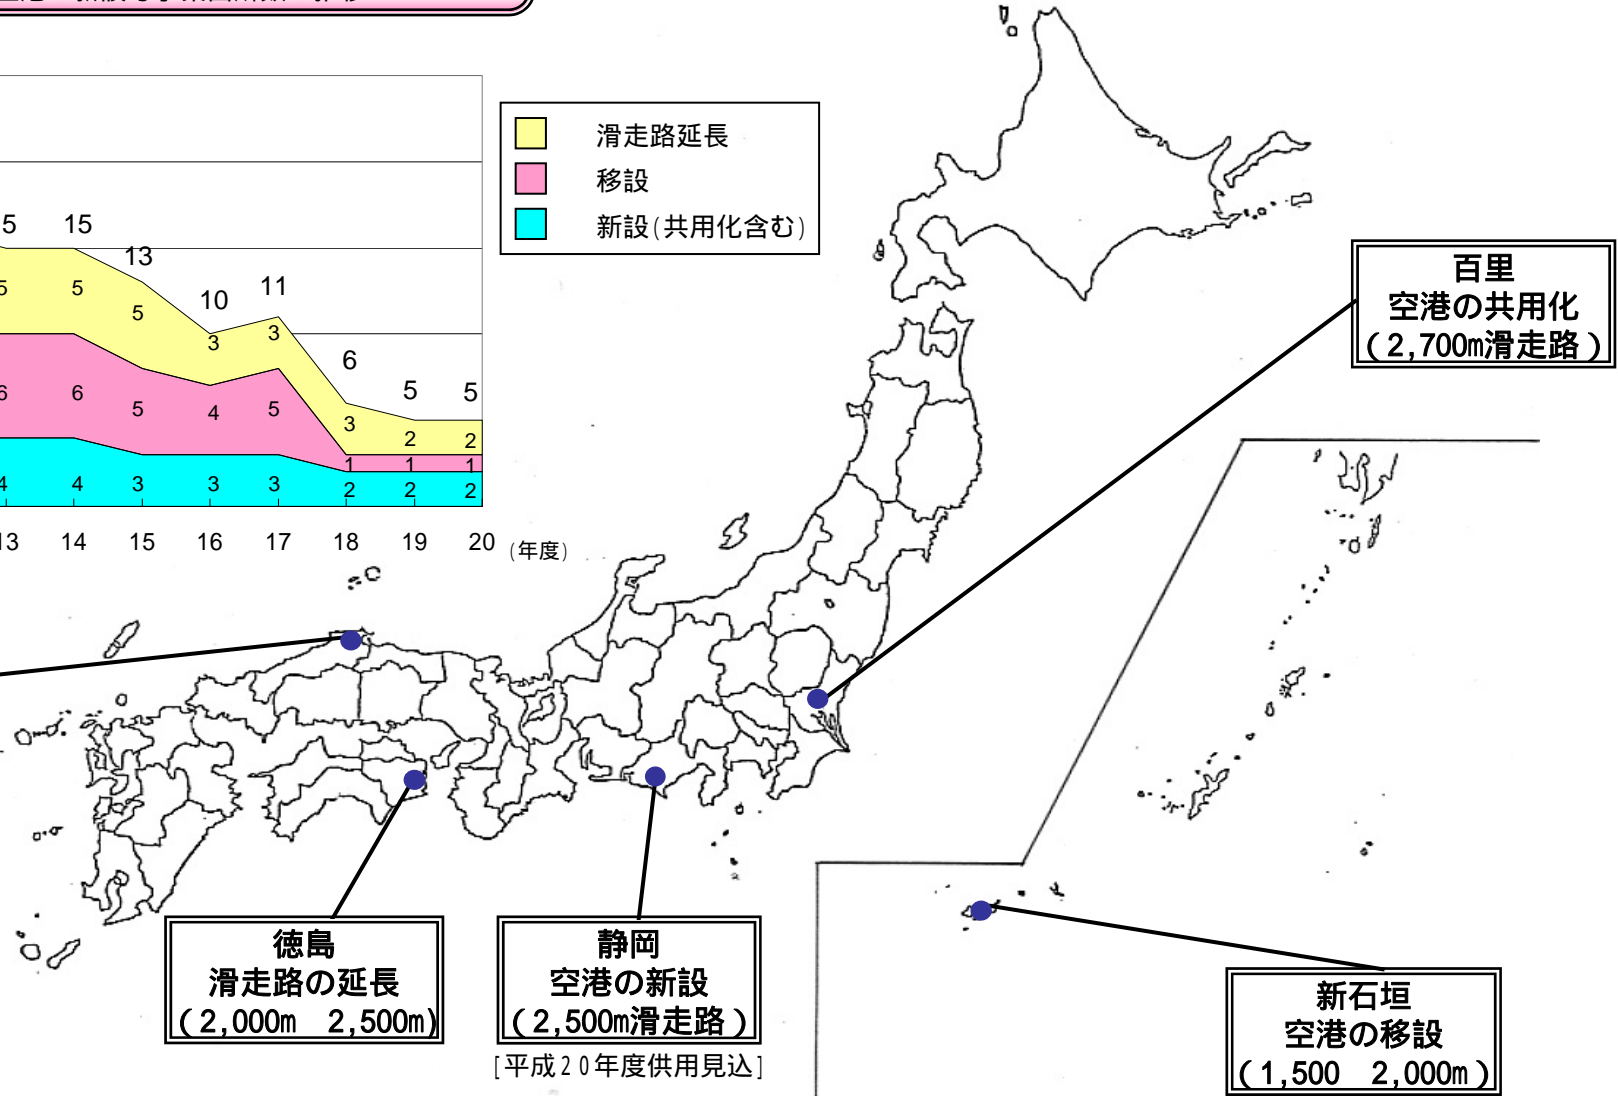 滑走路延長
移設
新設(共用化含む)
5 15 13 10 11 6 5 5
5 5 5 3 3 3 2 2
6 6 5 4 5 1 1 1
4 4 3 3 3 2 2 2
13 14 15 16 17 18 19 20 (年度)
百里
空港の共用化
(2,700m滑走路)
徳島
滑走路の延長
(2,000m 2,500m)
静岡
空港の新設
(2,500m滑走路)
[平成20年度供用見込]
新石垣
空港の移設
(1,500 2,000m)